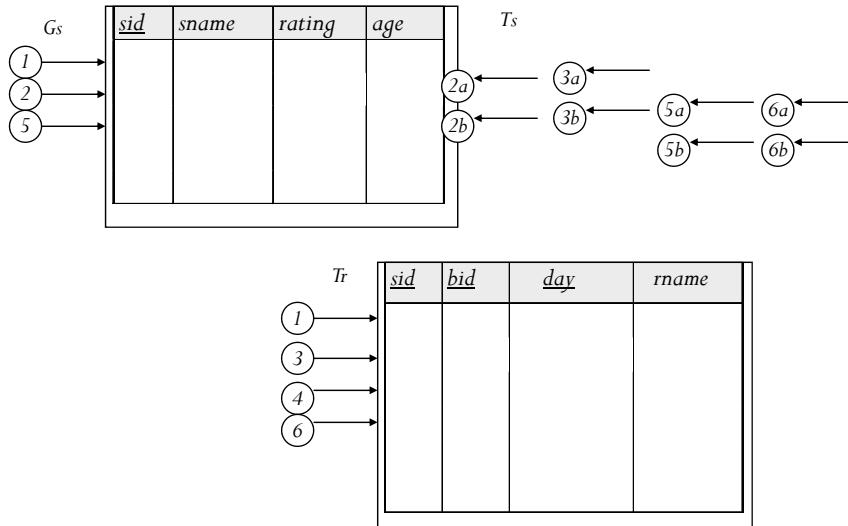 Gs sid sname rating age Ts
1
2a 3a
2 5a 6a
5 2b 3b
5b 6b
Tr sid bid day rname
1
3
4
6